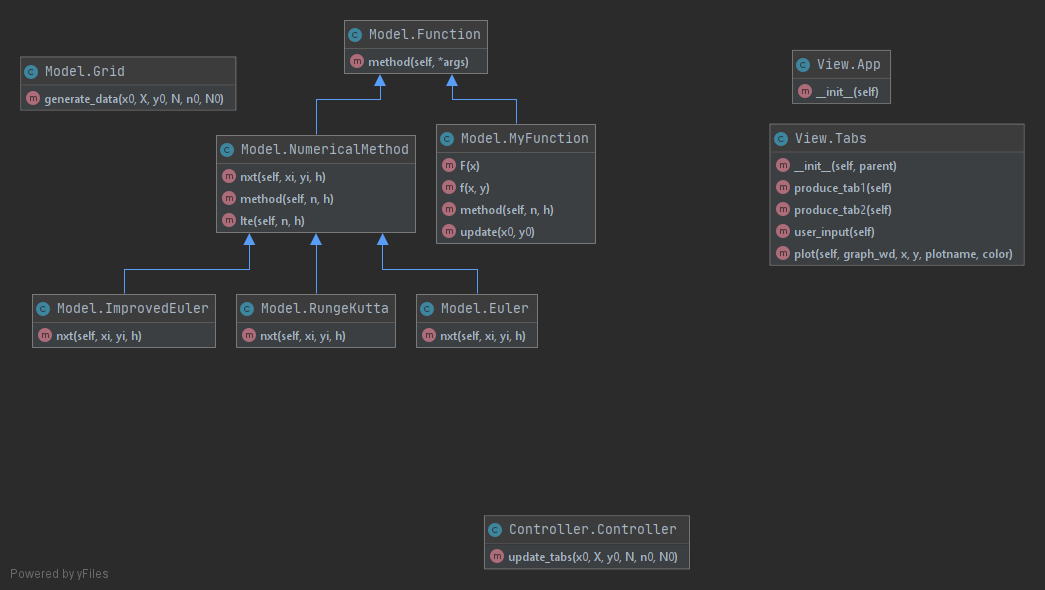 Model.Function
method(self, *args)
Model.Grid
generate_data(x0, X, y0, N, n0, N0)
View.App
__init__(self)
Model.NumericalMethod
nxt(self, xi, yi, h)
method(self, n, h)
lte(self, n, h)
Model.MyFunction
F(x)
f(x, y)
method(self, n, h)
update(x0, y0)
View.Tabs
__init__(self, parent)
produce_tab1(self)
produce_tab2(self)
user_input(self)
plot(self, graph_wd, x, y, plotname, color)
Model.ImprovedEuler
nxt(self, xi, yi, h)
Model.RungeKutta
nxt(self, xi, yi, h)
Model.Euler
nxt(self, xi, yi, h)
Controller.Controller
update_tabs(x0, X, y0, N, n0, N0)
Powered by yFiles